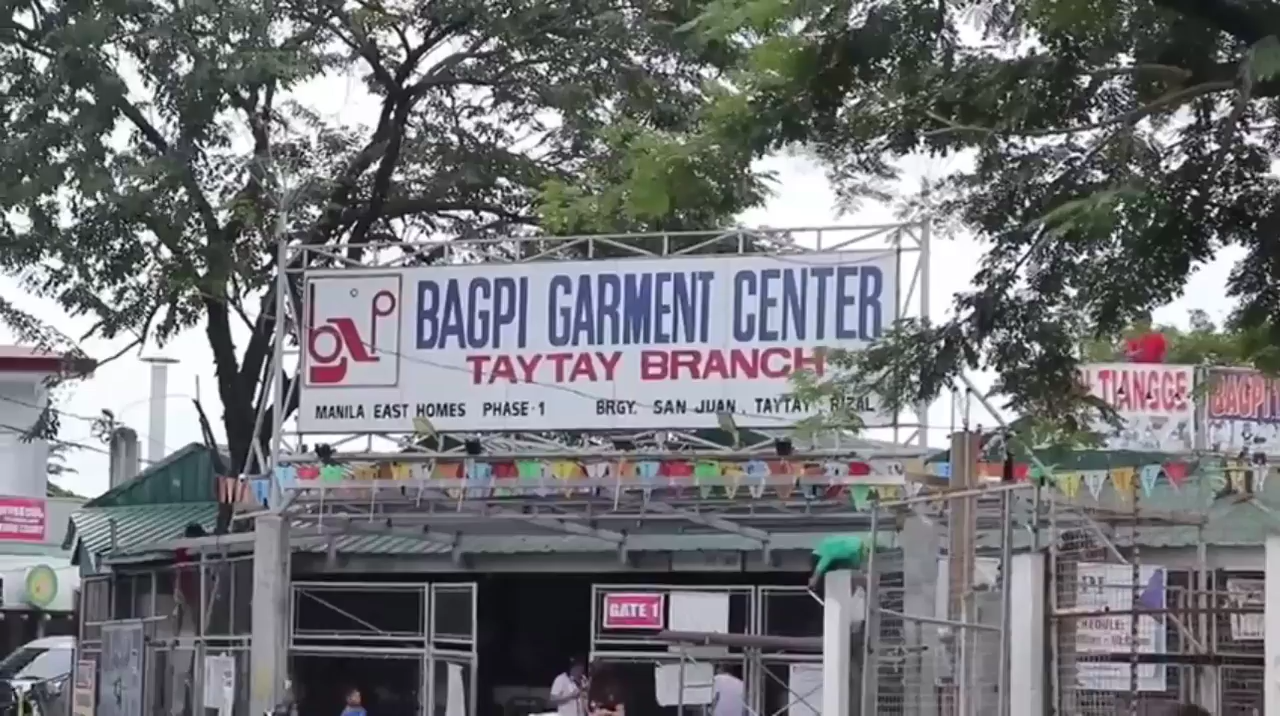 BAGPI GARMENT CENTER
TAYTAY BRANCH
MANILA EAST HOMES PHASE-1 BRGY. SAN JUAN, TAYTAY, RIZAL
TIANGGE
BAGPI
GATE 1